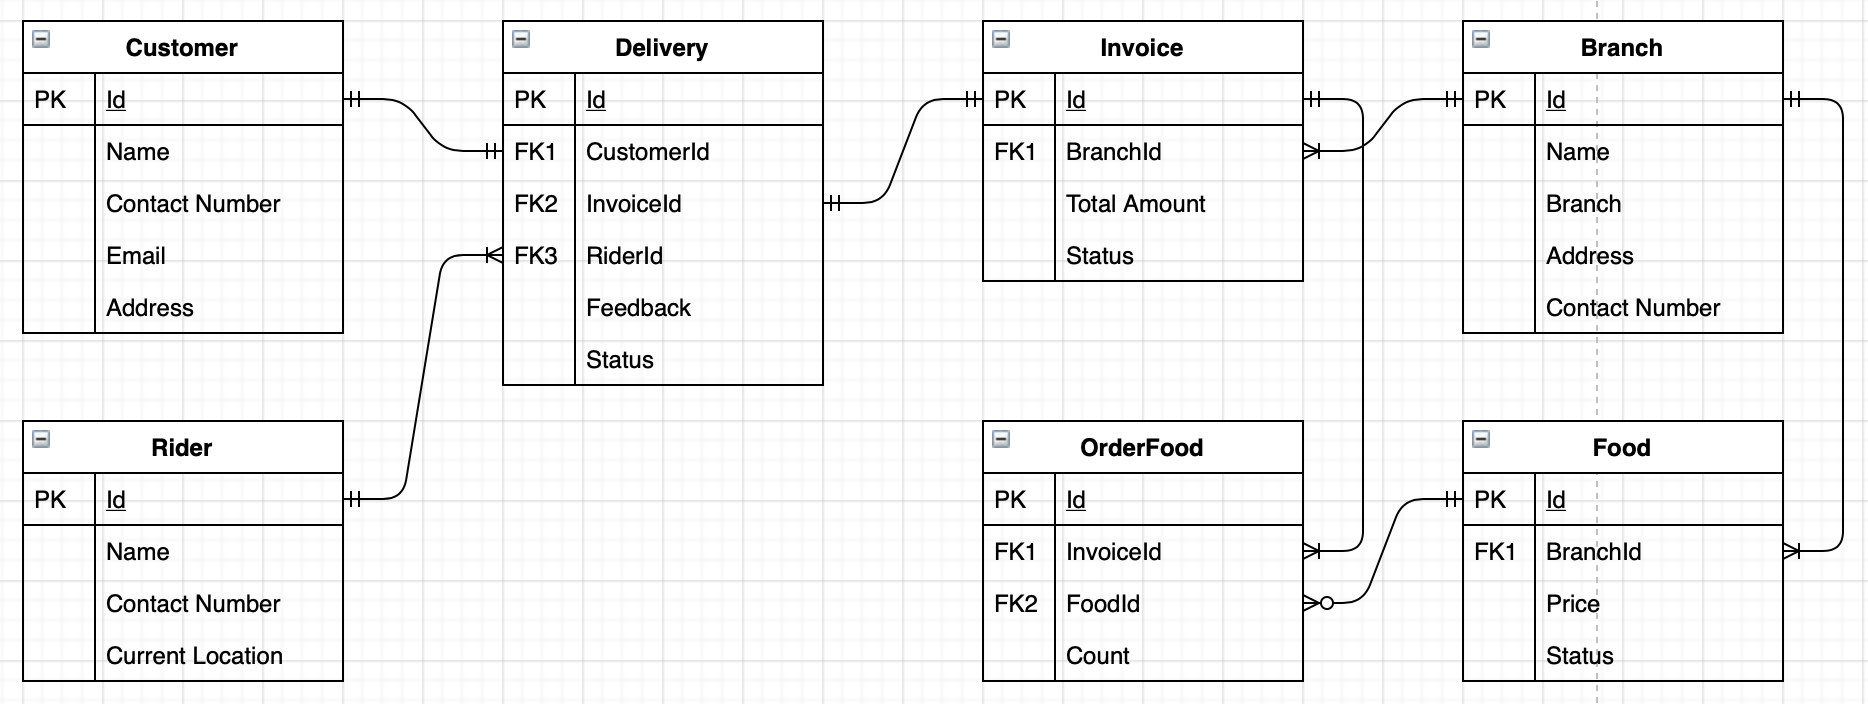 Customer
PK Id
Name
Contact Number
Email
Address
Delivery
PK Id
FK1 CustomerId
FK2 InvoiceId
FK3 RiderId
Feedback
Status
Invoice
PK Id
FK1 BranchId
Total Amount
Status
Branch
PK Id
Name
Branch
Address
Contact Number
Rider
PK Id
Name
Contact Number
Current Location
OrderFood
PK Id
FK1 InvoiceId
FK2 FoodId
Count
Food
PK Id
FK1 BranchId
Price
Status